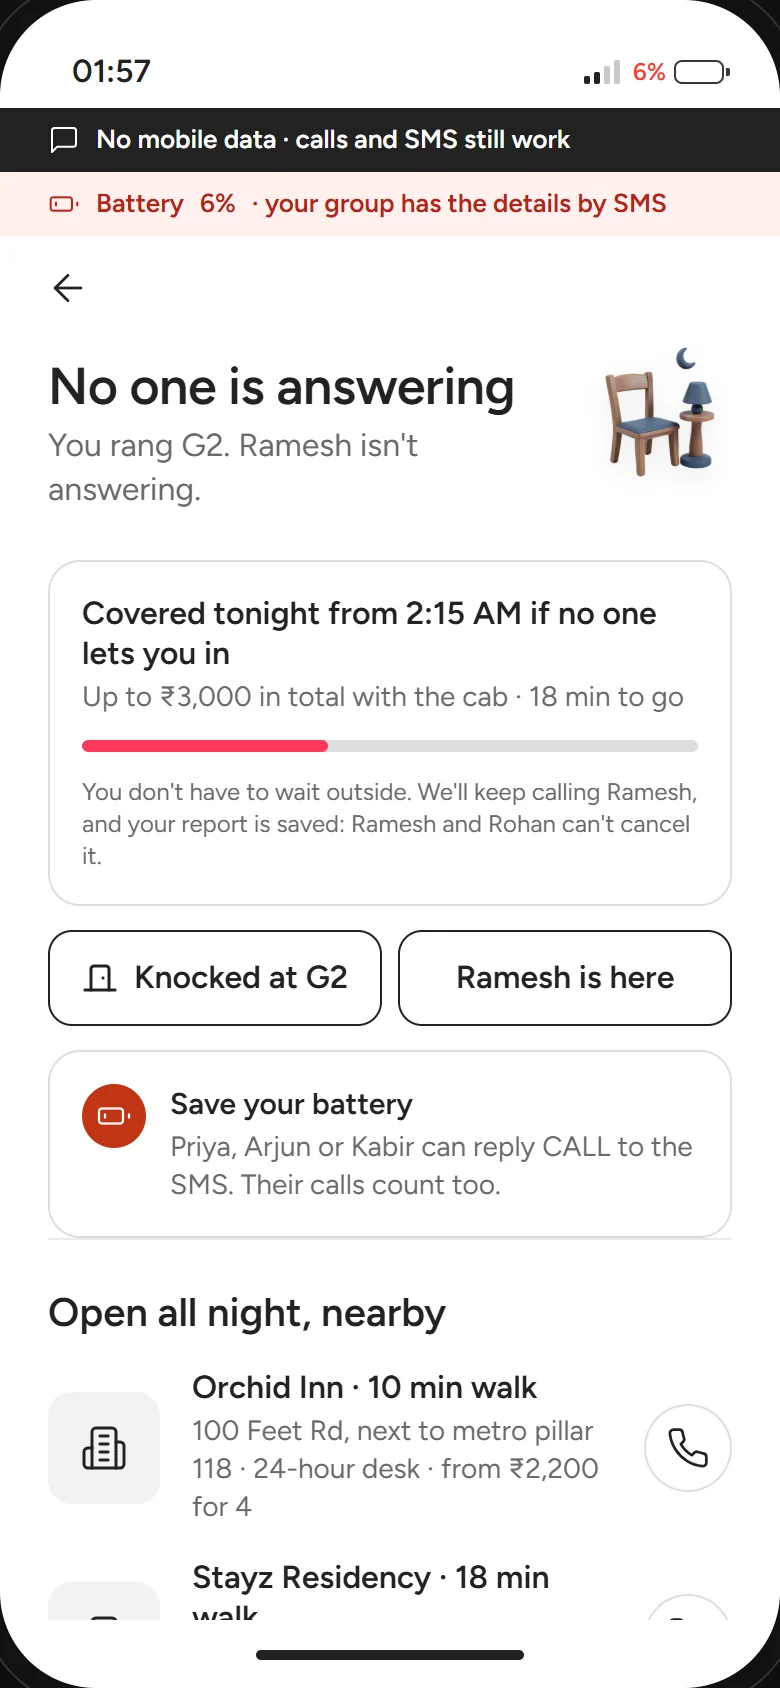 01:57
6%
No mobile data · calls and SMS still work
Battery 6% · your group has the details by SMS
No one is answering
You rang G2. Ramesh isn't
answering.
Covered tonight from 2:15 AM if no one
lets you in
Up to ₹3,000 in total with the cab · 18 min to go
You don't have to wait outside. We'll keep calling Ramesh,
and your report is saved: Ramesh and Rohan can't cancel
it.
Knocked at G2
Ramesh is here
Save your battery
Priya, Arjun or Kabir can reply CALL to the
SMS. Their calls count too.
Open all night, nearby
Orchid Inn · 10 min walk
100 Feet Rd, next to metro pillar
118 · 24-hour desk · from ₹2,200
for 4
Stayz Residency · 18 min
walk